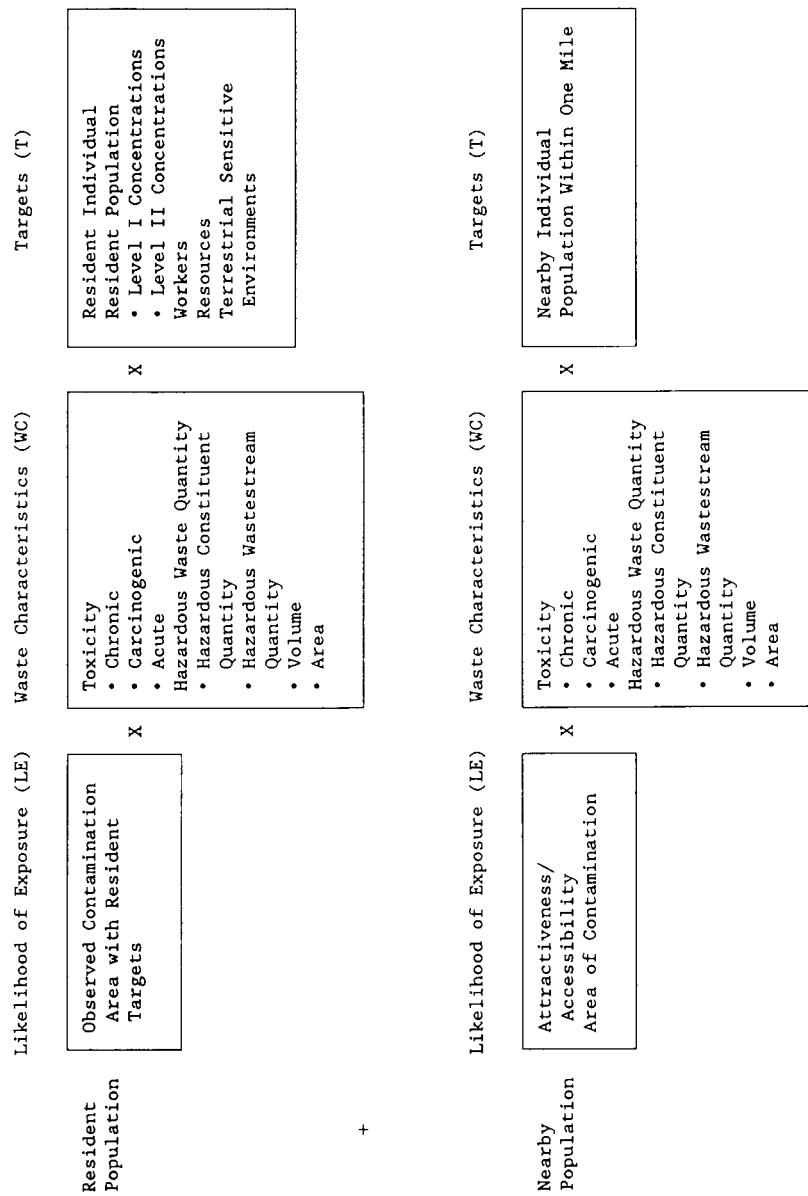 Likelihood of Exposure (LE)
Waste Characteristics (WC)
Targets (T)
Resident
Population
Observed Contamination
Area with Resident
Targets
X
Toxicity
• Chronic
• Carcinogenic
• Acute
Hazardous Waste Quantity
• Hazardous Constituent
Quantity
• Hazardous Wastestream
Quantity
• Volume
• Area
X
Resident Individual
Resident Population
• Level I Concentrations
• Level II Concentrations
Workers
Resources
Terrestrial Sensitive
Environments
+
Likelihood of Exposure (LE)
Waste Characteristics (WC)
Targets (T)
Nearby
Population
Attractiveness/
Accessibility
Area of Contamination
X
Toxicity
• Chronic
• Carcinogenic
• Acute
Hazardous Waste Quantity
• Hazardous Constituent
Quantity
• Hazardous Wastestream
Quantity
• Volume
• Area
X
Nearby Individual
Population Within One Mile